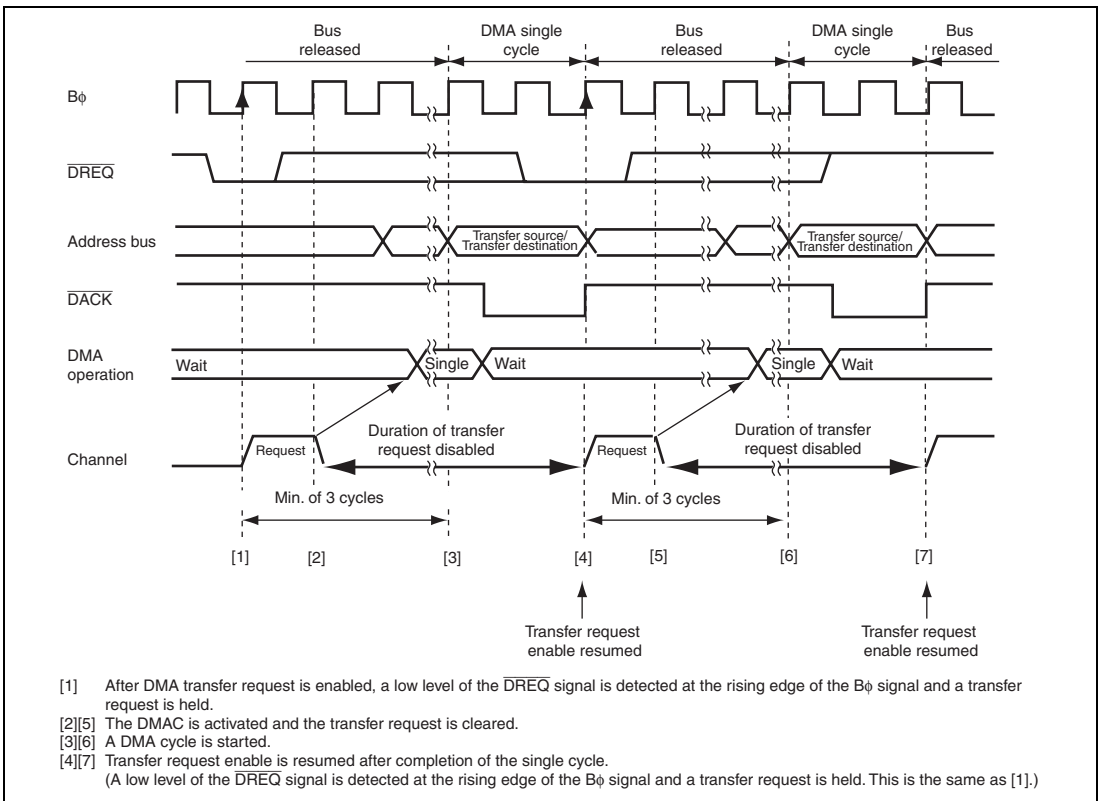 Bus released
DMA single cycle
Bus released
DMA single cycle
Bus released
Bφ
DREQ
Address bus
Transfer source/
Transfer destination
Transfer source/
Transfer destination
DACK
DMA operation
Wait
Single
Wait
Single
Wait
Channel
Request
Duration of transfer request disabled
Request
Duration of transfer request disabled
Min. of 3 cycles
Min. of 3 cycles
[1]
[2]
[3]
[4]
[5]
[6]
[7]
Transfer request enable resumed
Transfer request enable resumed
[1] After DMA transfer request is enabled, a low level of the DREQ signal is detected at the rising edge of the Bφ signal and a transfer
request is held.
[2][5] The DMAC is activated and the transfer request is cleared.
[3][6] A DMA cycle is started.
[4][7] Transfer request enable is resumed after completion of the single cycle.
(A low level of the DREQ signal is detected at the rising edge of the Bφ signal and a transfer request is held. This is the same as [1].)